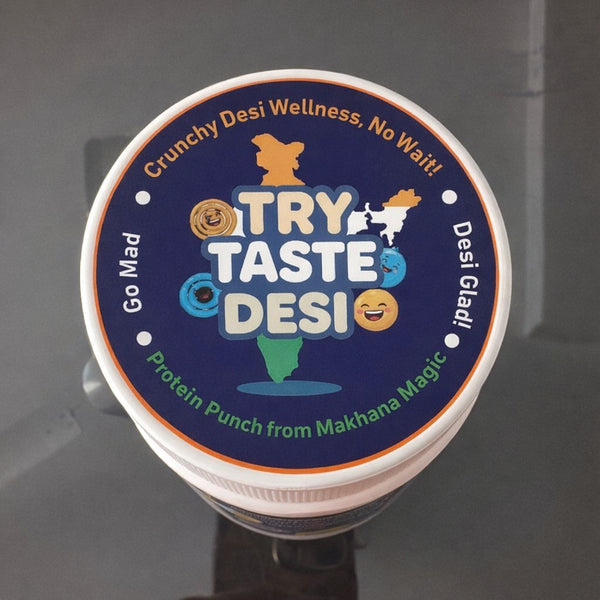 Crunchy Desi Wellness, No Wait!
TRY
TASTE
DESI
Go Mad
Desi Glad!
Protein Punch from Makhana Magic